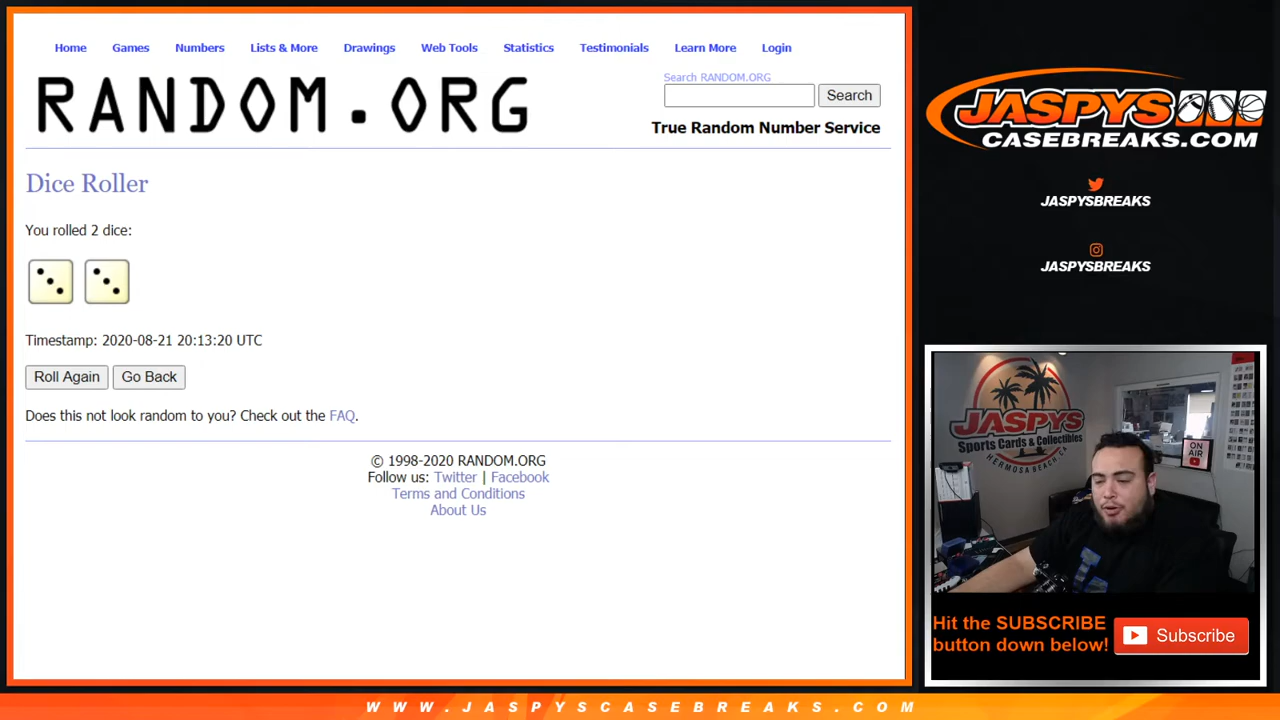 Home Games Numbers Lists & More Drawings Web Tools Statistics Testimonials Learn More Login
RANDOM.ORG
Search RANDOM.ORG
Search
True Random Number Service
Dice Roller
You rolled 2 dice:
Timestamp: 2020-08-21 20:13:20 UTC
Roll Again Go Back
Does this not look random to you? Check out the FAQ.
© 1998-2020 RANDOM.ORG
Follow us: Twitter | Facebook
Terms and Conditions
About Us
JASPYS
CASEBREAKS.COM
JASPYSBREAKS
JASPYSBREAKS
JASPYS
Sports Cards & Collectibles
HERMOSA BEACH, CA
ON
AIR
Hit the SUBSCRIBE
button down below!
Subscribe
WWW.JASPYSCASEBREAKS.COM